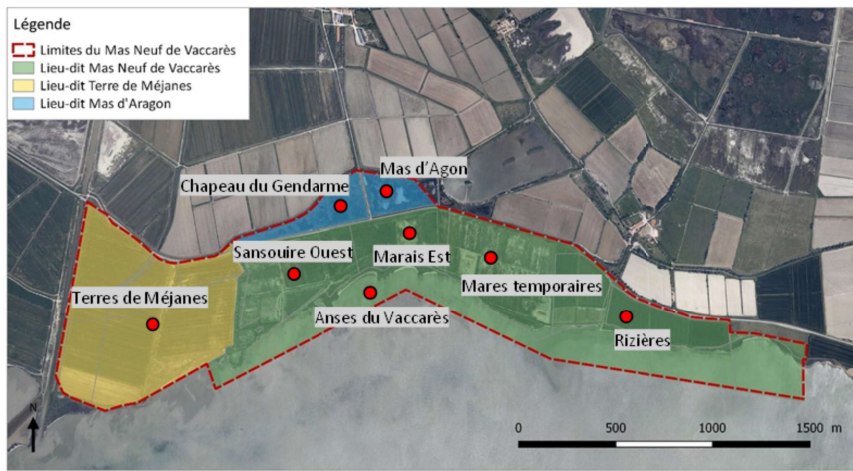 Légende
Limites du Mas Neuf de Vaccarès
Lieu-dit Mas Neuf de Vaccarès
Lieu-dit Terre de Méjanes
Lieu-dit Mas d'Aragon
Mas d'Agon
Chapeau du Gendarme
Sansouire Ouest
Marais Est
Terres de Méjanes
Mares temporaires
Anses du Vaccarès
Rizières
N
0 500 1000 1500 m